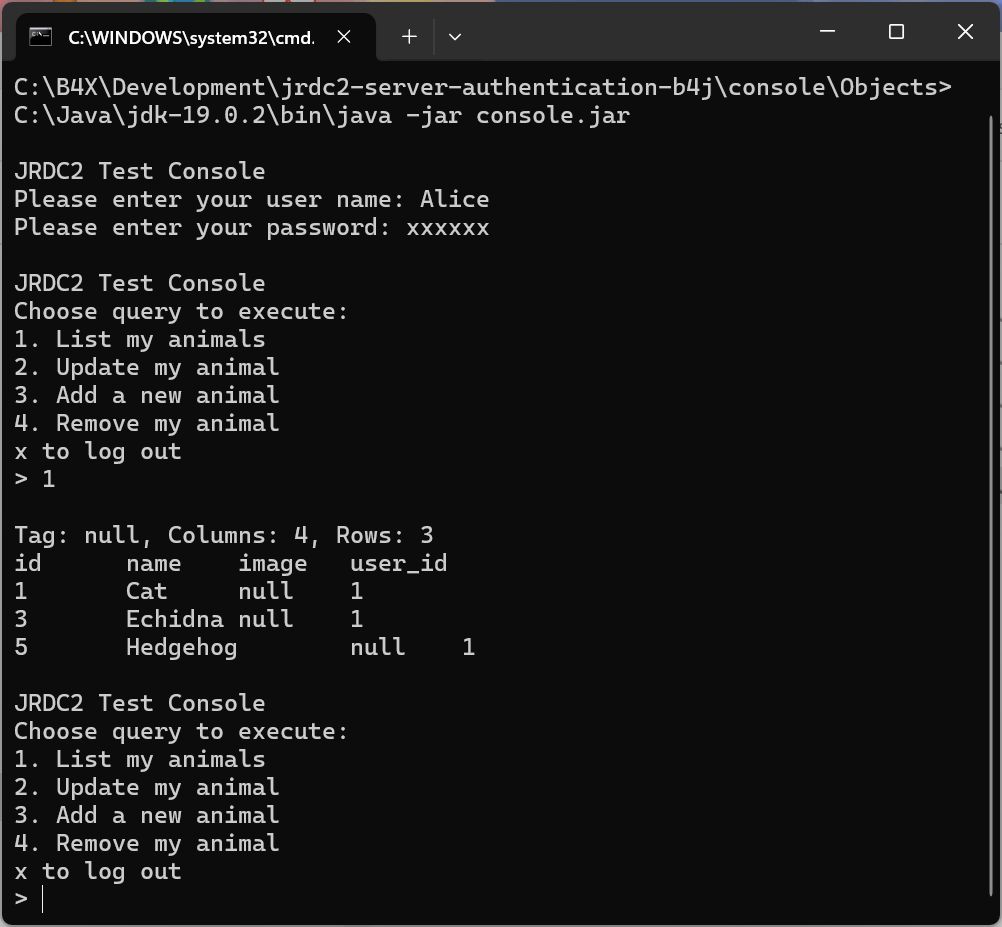 C:\WINDOWS\system32\cmd.
C:\B4X\Development\jrdc2-server-authentication-b4j\console\Objects>
C:\Java\jdk-19.0.2\bin\java -jar console.jar
JRDC2 Test Console
Please enter your user name: Alice
Please enter your password: xxxxxx
JRDC2 Test Console
Choose query to execute:
1. List my animals
2. Update my animal
3. Add a new animal
4. Remove my animal
x to log out
> 1
Tag: null, Columns: 4, Rows: 3
id name image user_id
1 Cat null 1
3 Echidna null 1
5 Hedgehog null 1
JRDC2 Test Console
Choose query to execute:
1. List my animals
2. Update my animal
3. Add a new animal
4. Remove my animal
x to log out
>